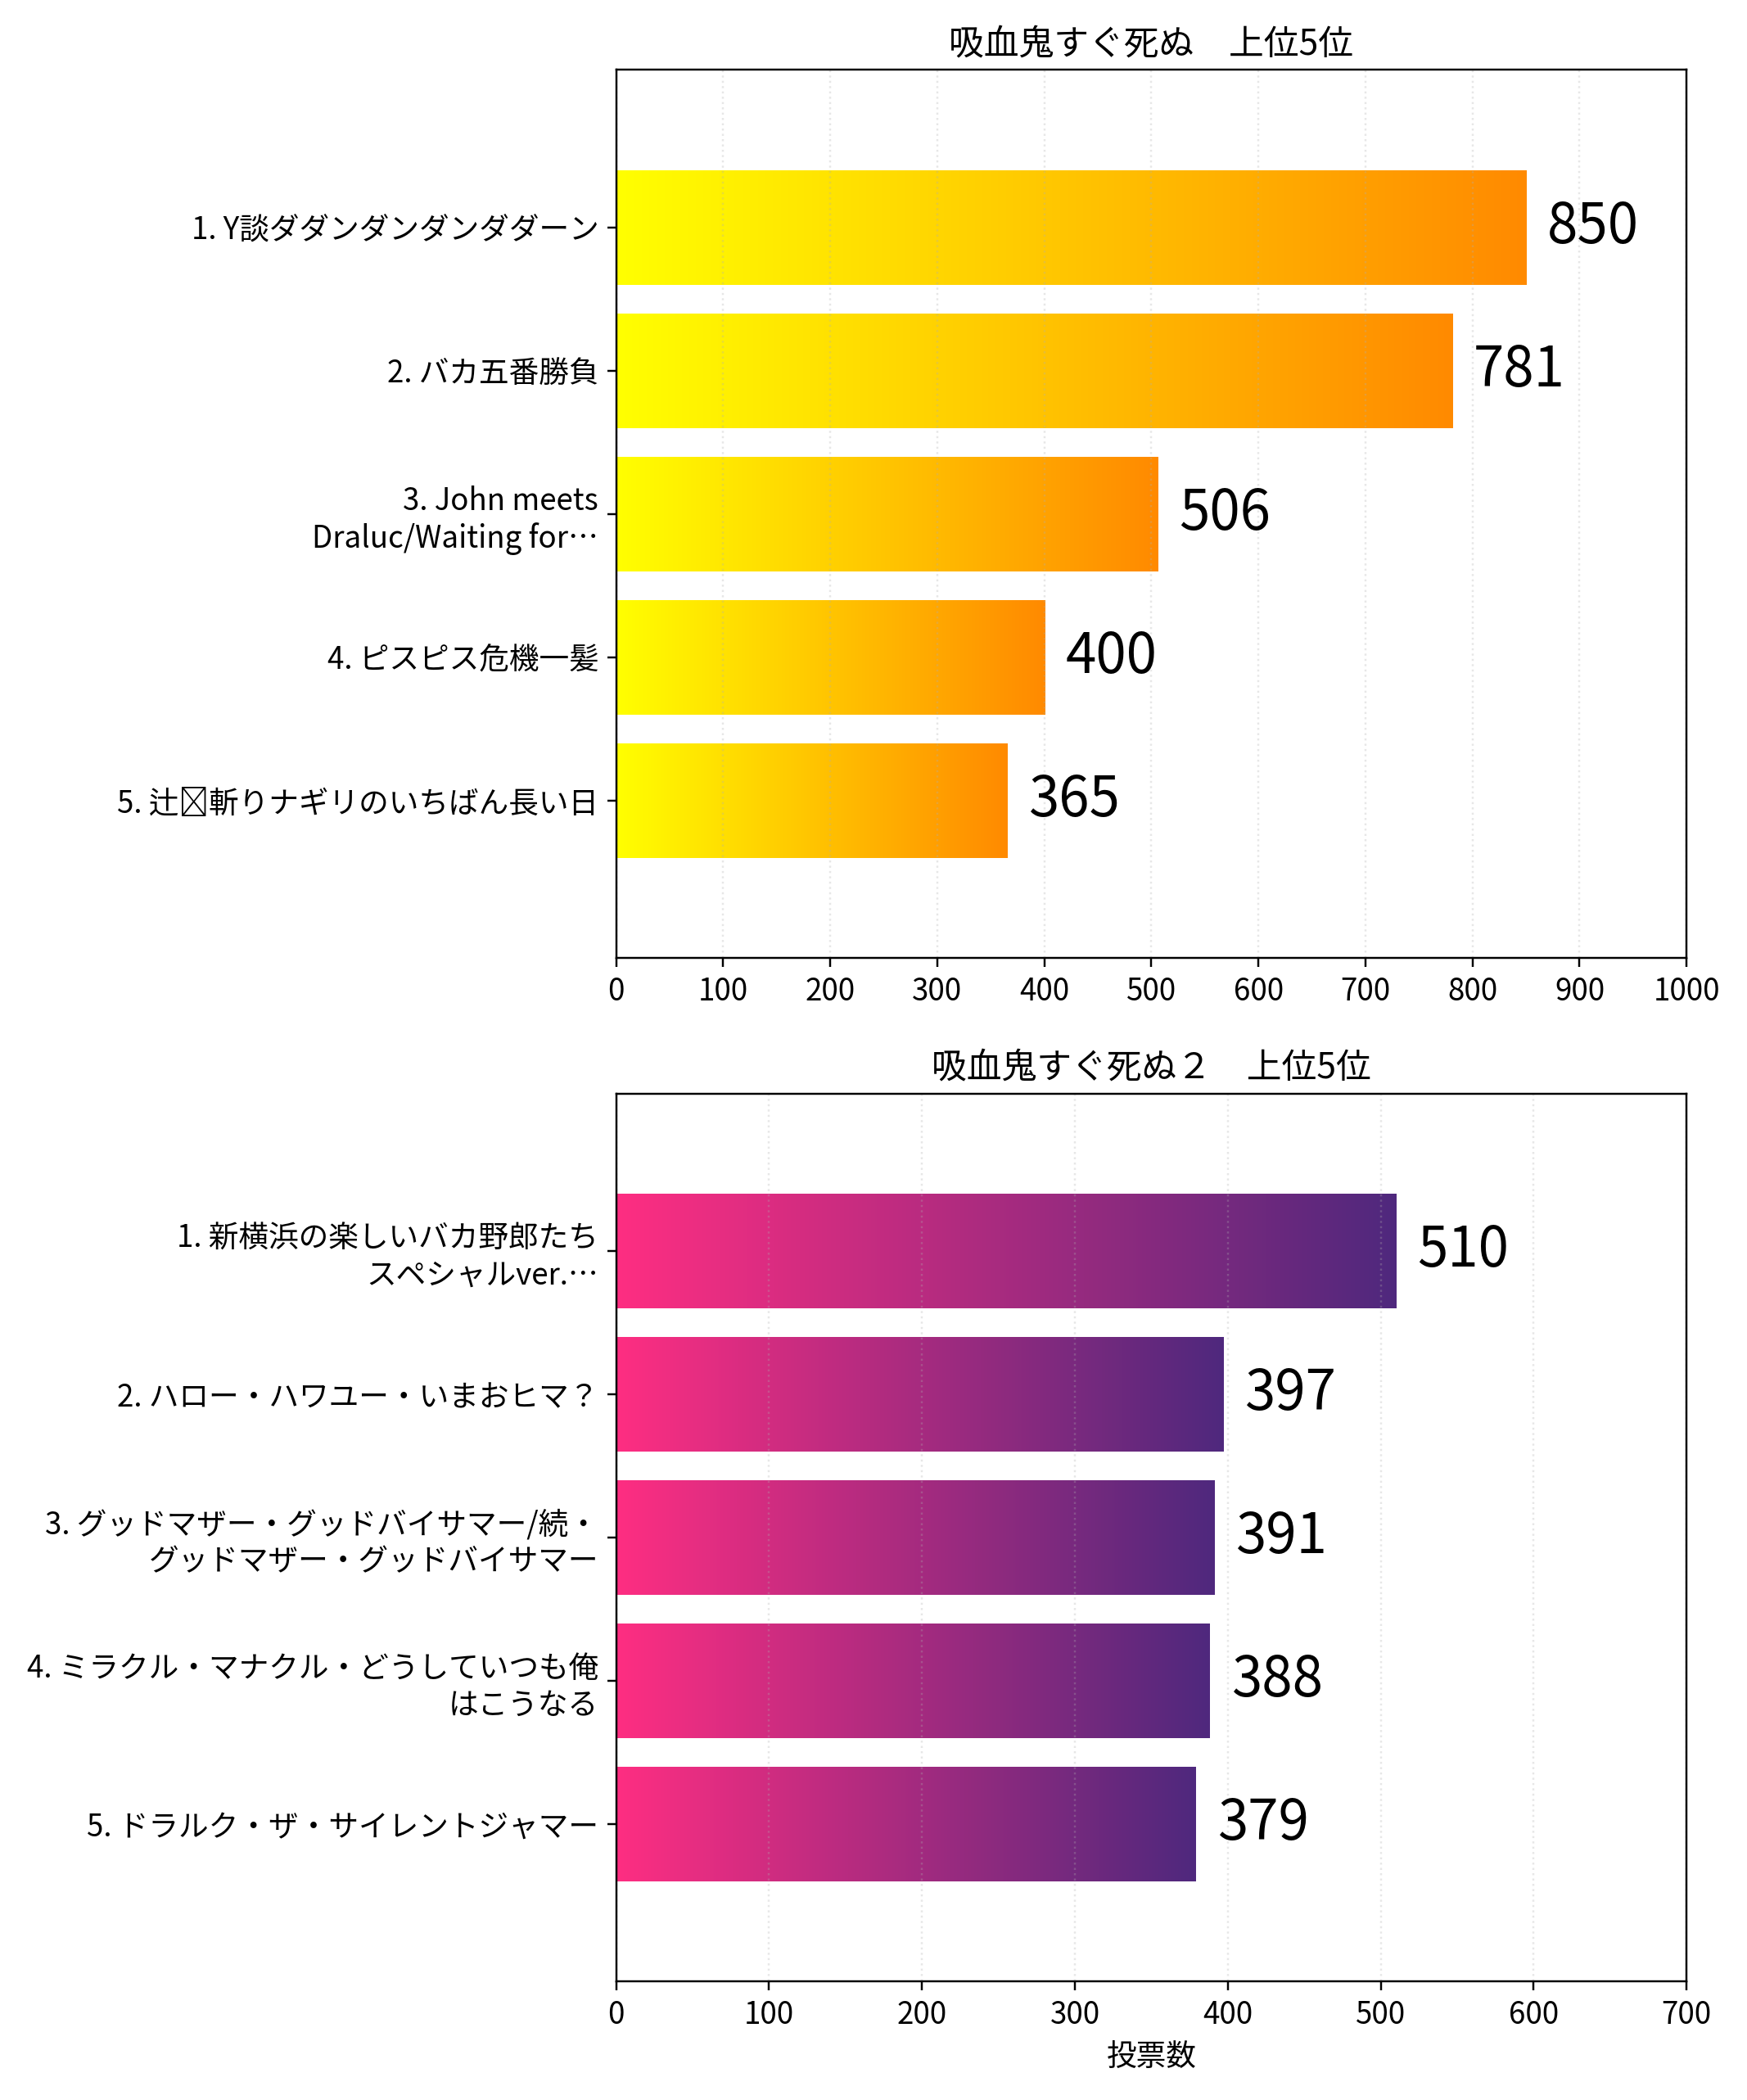 吸血鬼すぐ死ぬ　上位5位
1. Y談ダダンダンダンダダーン
850
2. バカ五番勝負
781
3. John meets
Draluc/Waiting for…
506
4. ピスピス危機一髪
400
5. 辻斬りナギリのいちばん長い日
365
0 100 200 300 400 500 600 700 800 900 1000
吸血鬼すぐ死ぬ２　上位5位
1. 新横浜の楽しいバカ野郎たち
スペシャルver.…
510
2. ハロー・ハワユー・いまおヒマ？
397
3. グッドマザー・グッドバイサマー/続・
グッドマザー・グッドバイサマー
391
4. ミラクル・マナクル・どうしていつも俺
はこうなる
388
5. ドラルク・ザ・サイレントジャマー
379
0 100 200 300 400 500 600 700
投票数